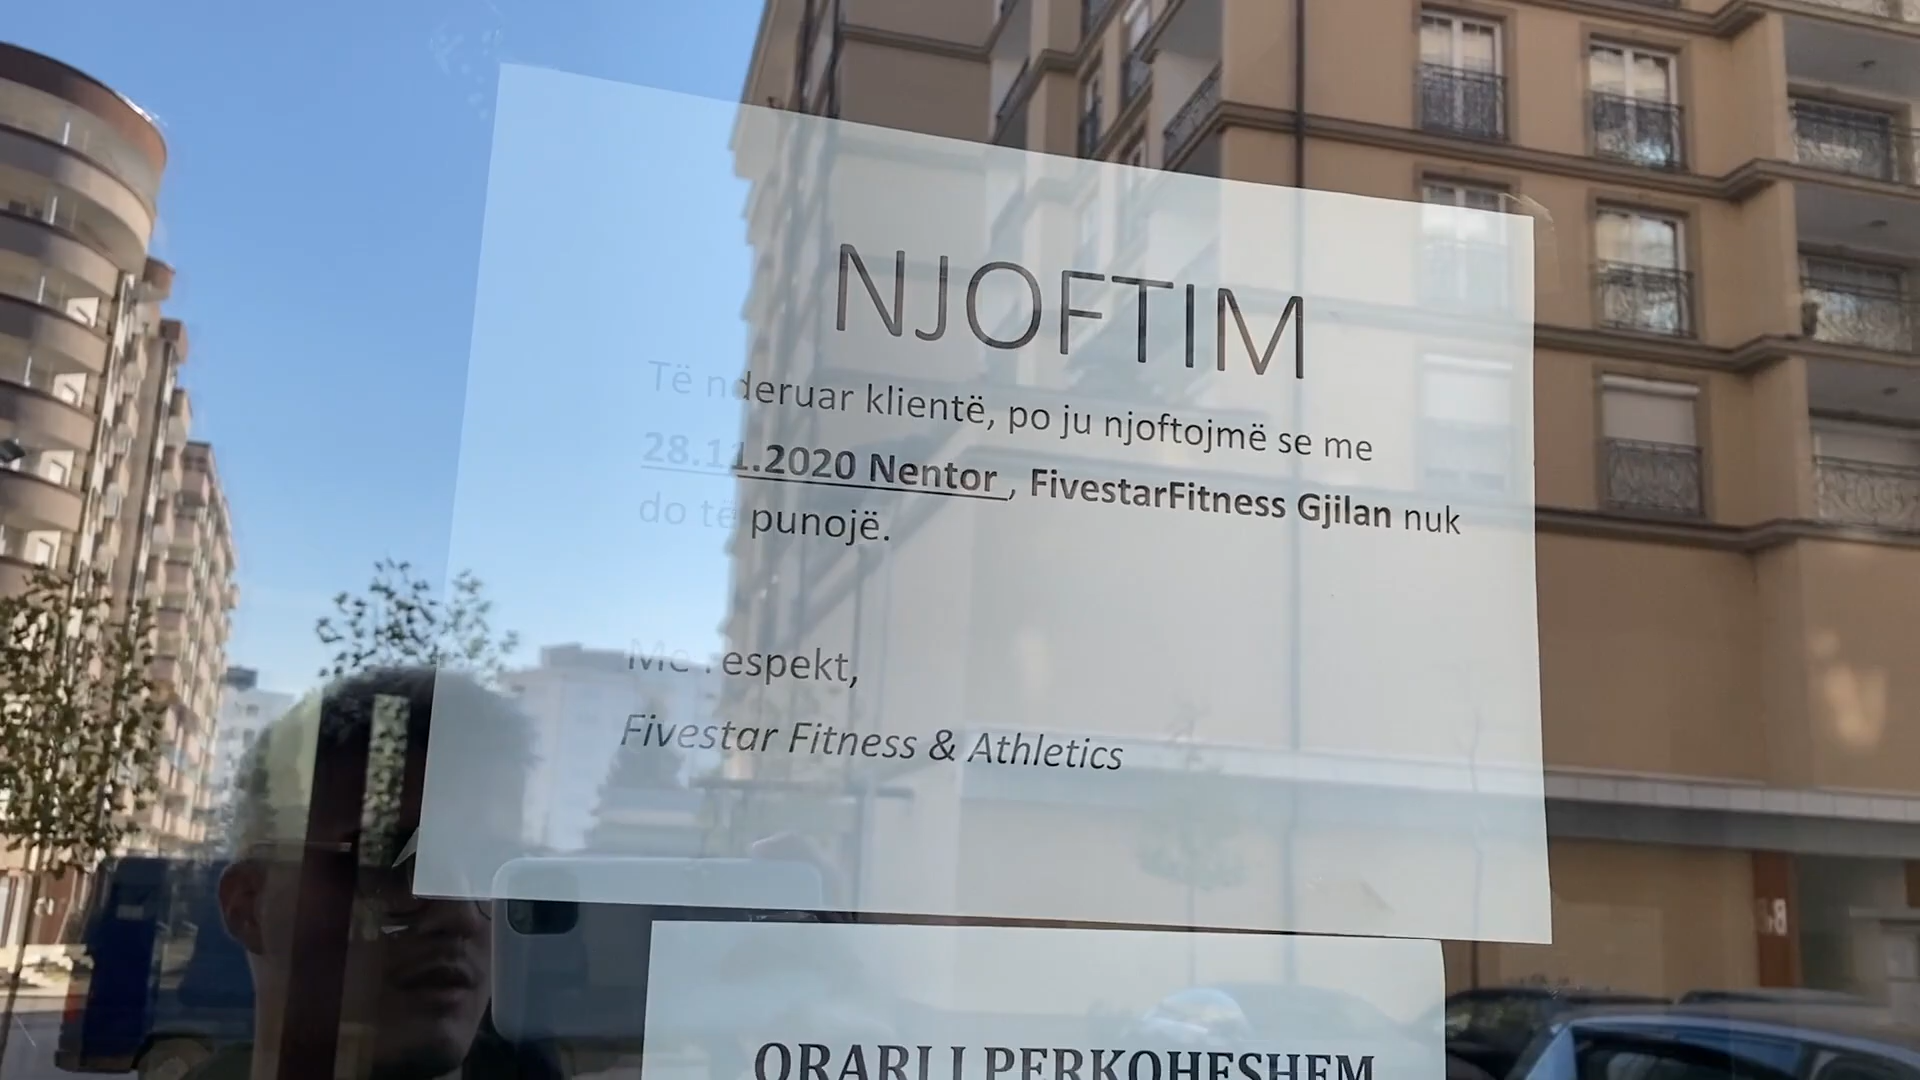 NJOFTIM
Të nderuar klientë, po ju njoftojmë se me
28.11.2020 Nentor , FivestarFitness Gjilan nuk
do të punojë.
Me respekt,
Fivestar Fitness & Athletics
ORARI I PERKOHESHEM